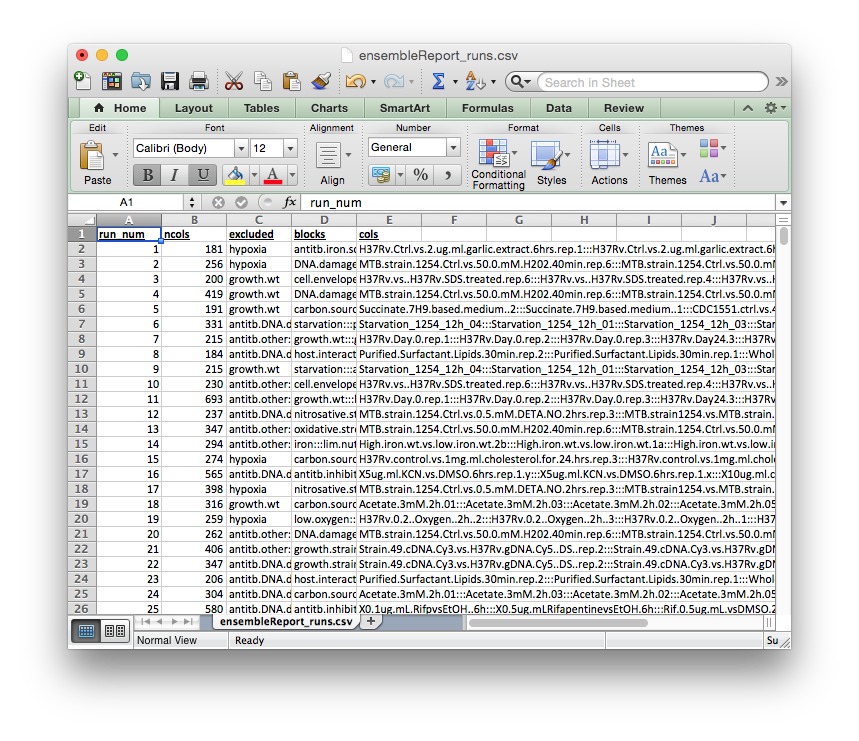 ensembleReport_runs.csv
Search in Sheet
Home Layout Tables Charts SmartArt Formulas Data Review
Edit Font Alignment Number Format Cells Themes
Calibri (Body) 12 General
Paste B I U A Align % , Conditional Formatting Styles Actions Themes Aa
A1 fx run_num
A B C D E F G H I J
1 run_num ncols excluded blocks cols
2 1 181 hypoxia antitb.iron.sc H37Rv.Ctrl.vs.2.ug.ml.garlic.extract.6hrs.rep.1:::H37Rv.Ctrl.vs.2.ug.ml.garlic.extract.6h
3 2 256 hypoxia DNA.damage MTB.strain.1254.Ctrl.vs.50.0.mM.H202.40min.rep.6:::MTB.strain.1254.Ctrl.vs.50.0.mM
4 3 200 growth.wt cell.envelope H37Rv.vs..H37Rv.SDS.treated.rep.6:::H37Rv.vs..H37Rv.SDS.treated.rep.4:::H37Rv.vs..H
5 4 419 growth.wt DNA.damage MTB.strain.1254.Ctrl.vs.50.0.mM.H202.40min.rep.6:::MTB.strain.1254.Ctrl.vs.50.0.mM
6 5 191 growth.wt carbon.source Succinate.7H9.based.medium..2:::Succinate.7H9.based.medium..1:::CDC1551.ctrl.vs.4
7 6 331 antitb.DNA.d starvation:::p Starvation_1254_12h_04:::Starvation_1254_12h_01:::Starvation_1254_12h_03:::Star
8 7 215 antitb.other: growth.wt:::g H37Rv.Day.0.rep.1:::H37Rv.Day.0.rep.2:::H37Rv.Day.0.rep.3:::H37Rv.Day24.3:::H37Rv
9 8 184 antitb.DNA.d host.interact Purified.Surfactant.Lipids.30min.rep.2:::Purified.Surfactant.Lipids.30min.rep.1:::Whol
10 9 215 growth.wt starvation:::a Starvation_1254_12h_04:::Starvation_1254_12h_01:::Starvation_1254_12h_03:::Star
11 10 230 antitb.other: cell.envelope H37Rv.vs..H37Rv.SDS.treated.rep.6:::H37Rv.vs..H37Rv.SDS.treated.rep.4:::H37Rv.vs..H
12 11 693 antitb.other: growth.wt:::l H37Rv.Day.0.rep.1:::H37Rv.Day.0.rep.2:::H37Rv.Day.0.rep.3:::H37Rv.Day24.3:::H37Rv
13 12 237 antitb.DNA.d nitrosative.st MTB.strain.1254.Ctrl.vs.0.5.mM.DETA.NO.2hrs.rep.3:::MTB.strain1254.vs.MTB.strain.
14 13 347 antitb.other: oxidative.stre MTB.strain.1254.Ctrl.vs.50.0.mM.H202.40min.rep.6:::MTB.strain.1254.Ctrl.vs.50.0.mM
15 14 294 antitb.other: iron:::lim.nut High.iron.wt.vs.low.iron.wt.2b:::High.iron.wt.vs.low.iron.wt.1a:::High.iron.wt.vs.low.i
16 15 274 hypoxia carbon.sourc H37Rv.control.vs.1mg.ml.cholesterol.for.24.hrs.rep.3:::H37Rv.control.vs.1mg.ml.chole
17 16 565 antitb.DNA.d antitb.inhibit X5ug.ml.KCN.vs.DMSO.6hrs.rep.1.y:::X5ug.ml.KCN.vs.DMSO.6hrs.rep.1.x:::X10ug.ml.c
18 17 398 hypoxia nitrosative.st MTB.strain.1254.Ctrl.vs.0.5.mM.DETA.NO.2hrs.rep.3:::MTB.strain1254.vs.MTB.strain.
19 18 316 growth.wt carbon.sourc Acetate.3mM.2h.01:::Acetate.3mM.2h.03:::Acetate.3mM.2h.02:::Acetate.3mM.2h.05
20 19 259 hypoxia low.oxygen:: H37Rv.0.2..Oxygen..2h..2:::H37Rv.0.2..Oxygen..2h..3:::H37Rv.0.2..Oxygen..2h..1:::H37
21 20 262 antitb.other: DNA.damage MTB.strain.1254.Ctrl.vs.50.0.mM.H202.40min.rep.6:::MTB.strain.1254.Ctrl.vs.50.0.mM
22 21 406 antitb.other: growth.strain Strain.49.cDNA.Cy3.vs.H37Rv.gDNA.Cy5..DS..rep.2:::Strain.49.cDNA.Cy3.vs.H37Rv.gDN
23 22 347 antitb.DNA.d growth.strain Strain.49.cDNA.Cy3.vs.H37Rv.gDNA.Cy5..DS..rep.2:::Strain.49.cDNA.Cy3.vs.H37Rv.gDN
24 23 206 antitb.DNA.d host.interact Purified.Surfactant.Lipids.30min.rep.2:::Purified.Surfactant.Lipids.30min.rep.1:::Whol
25 24 304 antitb.DNA.d carbon.sourc Acetate.3mM.2h.01:::Acetate.3mM.2h.03:::Acetate.3mM.2h.02:::Acetate.3mM.2h.05
26 25 580 antitb.DNA.d antitb.inhibit X0.1ug.mL.RifpvsEtOH..6h:::X0.5ug.mLRifapentinevsEtOH.6h:::Rif.0.5ug.mL.vsDMSO.2
ensembleReport_runs.csv +
Normal View Ready Su